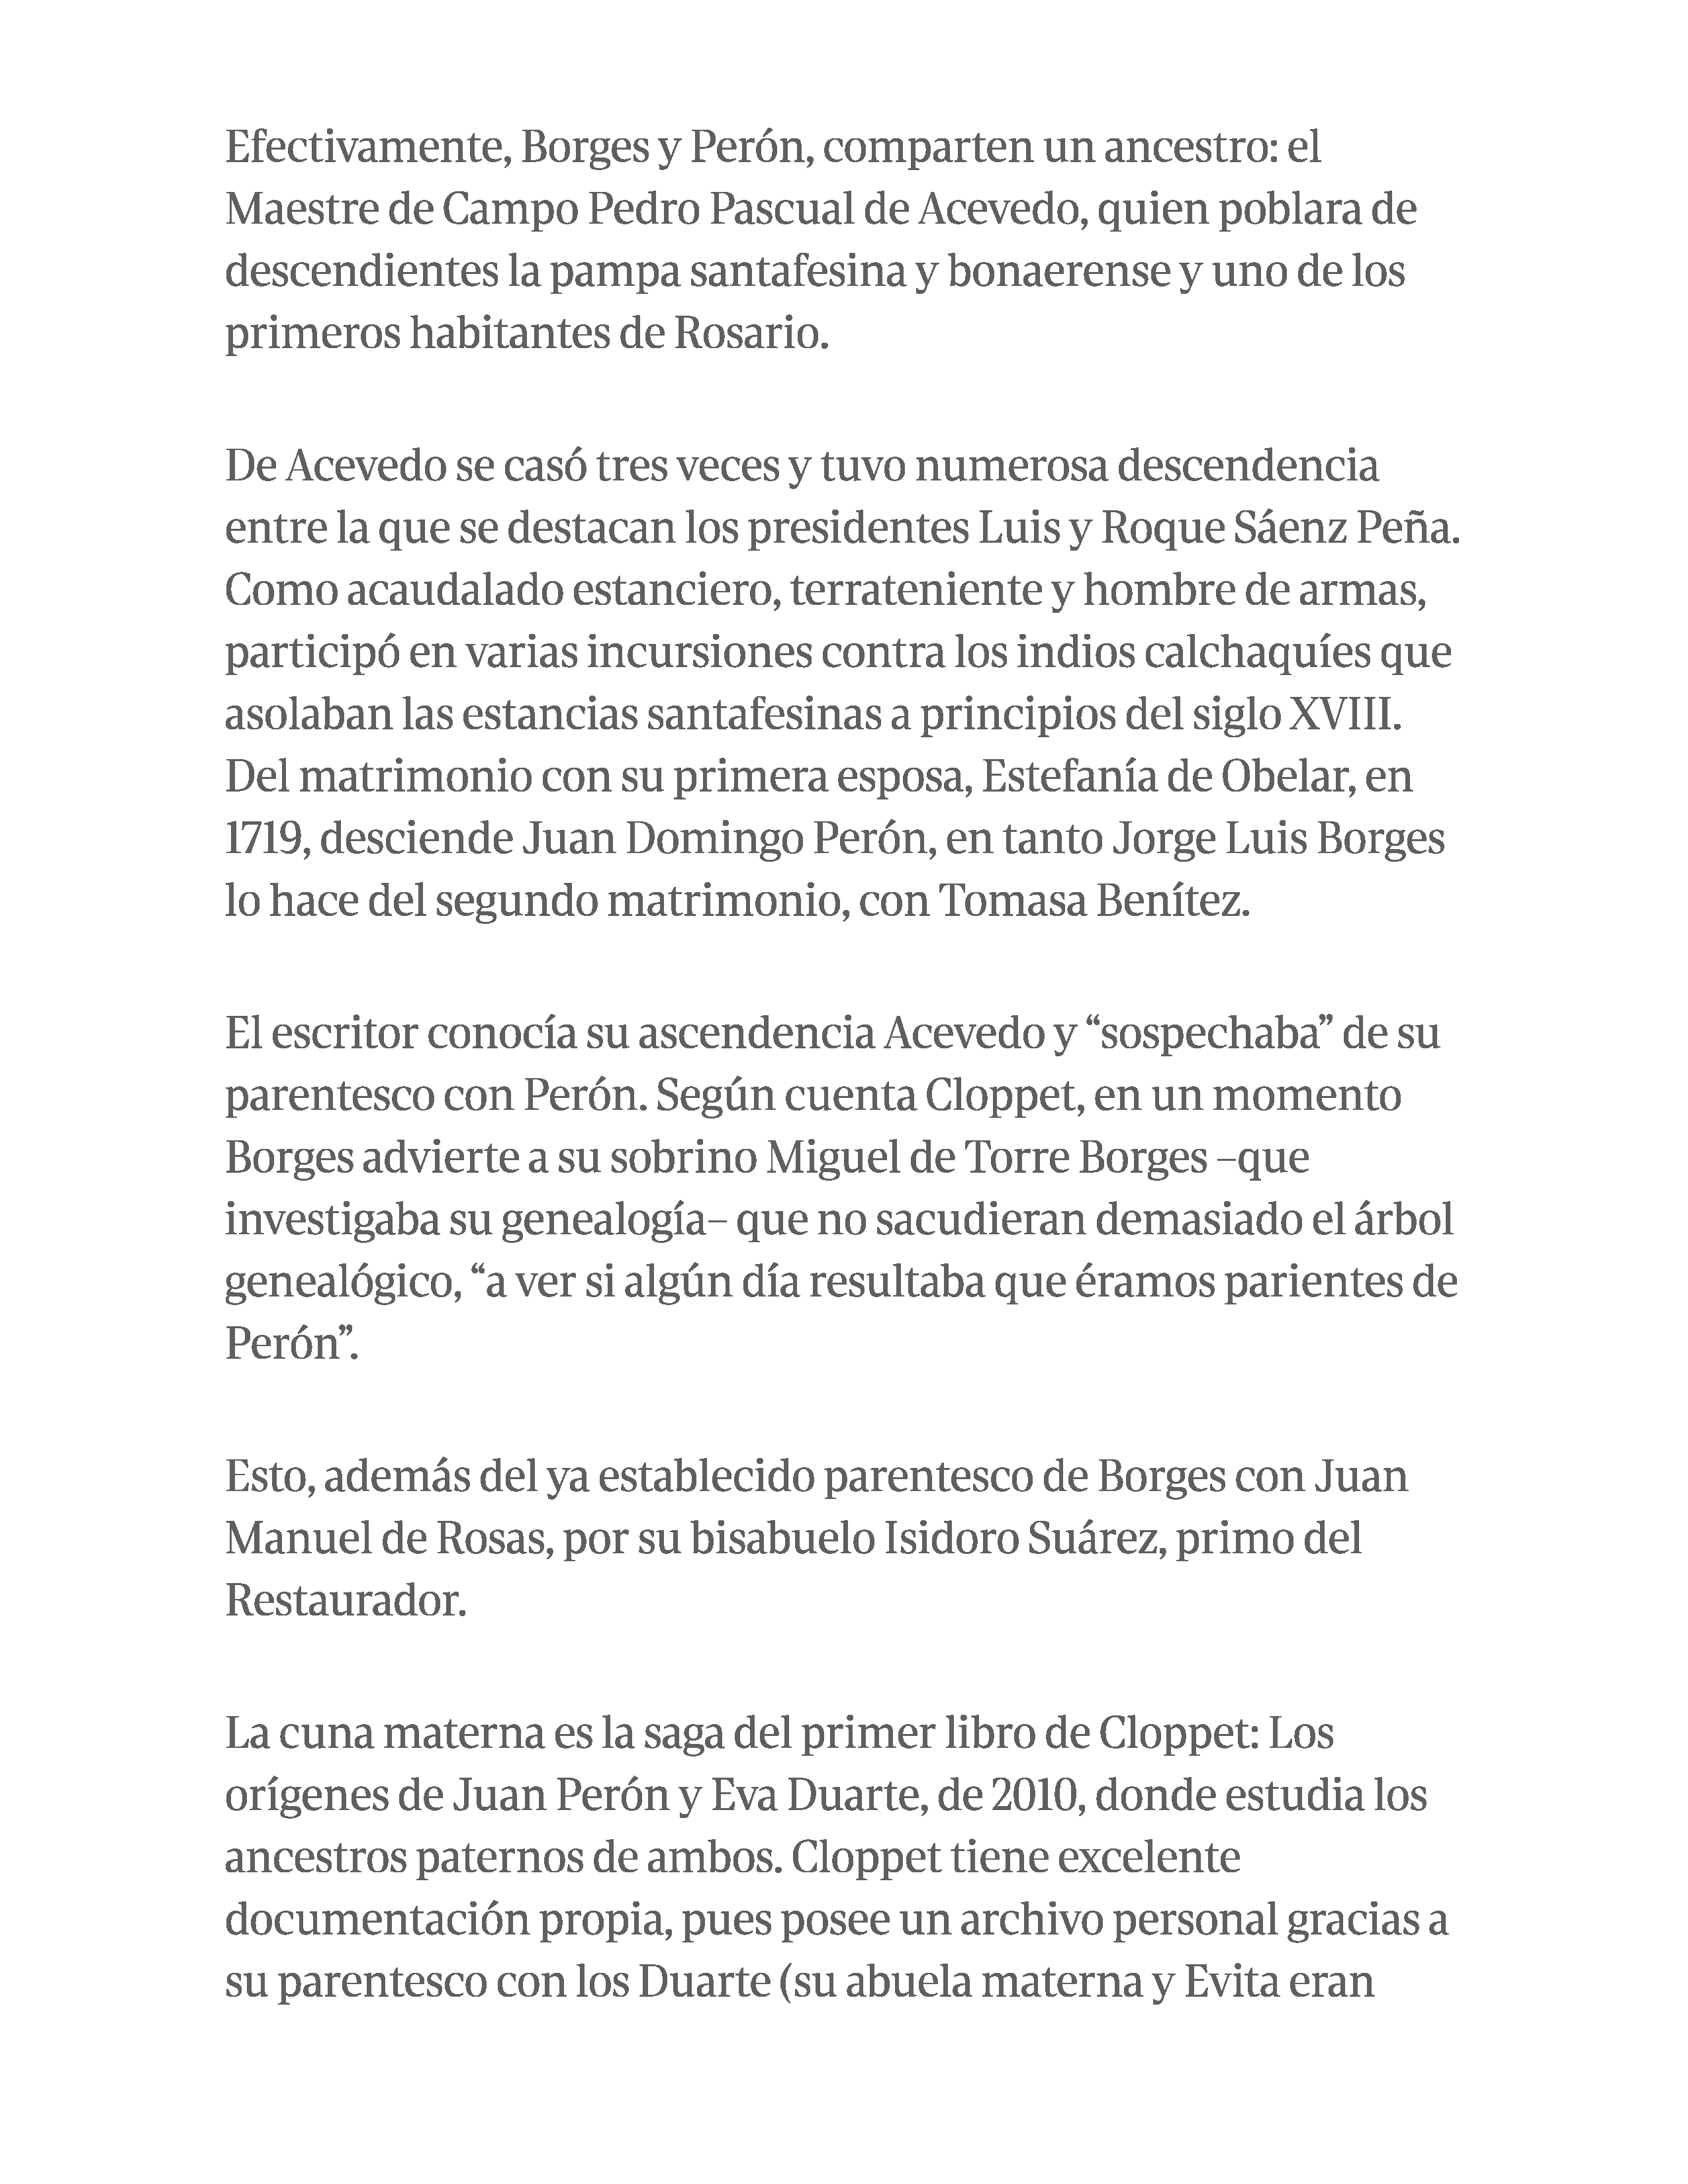 Efectivamente, Borges y Perón, comparten un ancestro: el
Maestre de Campo Pedro Pascual de Acevedo, quien poblara de
descendientes la pampa santafesina y bonaerense y uno de los
primeros habitantes de Rosario.
De Acevedo se casó tres veces y tuvo numerosa descendencia
entre la que se destacan los presidentes Luis y Roque Sáenz Peña.
Como acaudalado estanciero, terrateniente y hombre de armas,
participó en varias incursiones contra los indios calchaquíes que
asolaban las estancias santafesinas a principios del siglo XVIII.
Del matrimonio con su primera esposa, Estefanía de Obelar, en
1719, desciende Juan Domingo Perón, en tanto Jorge Luis Borges
lo hace del segundo matrimonio, con Tomasa Benítez.
El escritor conocía su ascendencia Acevedo y “sospechaba” de su
parentesco con Perón. Según cuenta Cloppet, en un momento
Borges advierte a su sobrino Miguel de Torre Borges –que
investigaba su genealogía– que no sacudieran demasiado el árbol
genealógico, “a ver si algún día resultaba que éramos parientes de
Perón”.
Esto, además del ya establecido parentesco de Borges con Juan
Manuel de Rosas, por su bisabuelo Isidoro Suárez, primo del
Restaurador.
La cuna materna es la saga del primer libro de Cloppet: Los
orígenes de Juan Perón y Eva Duarte, de 2010, donde estudia los
ancestros paternos de ambos. Cloppet tiene excelente
documentación propia, pues posee un archivo personal gracias a
su parentesco con los Duarte (su abuela materna y Evita eran